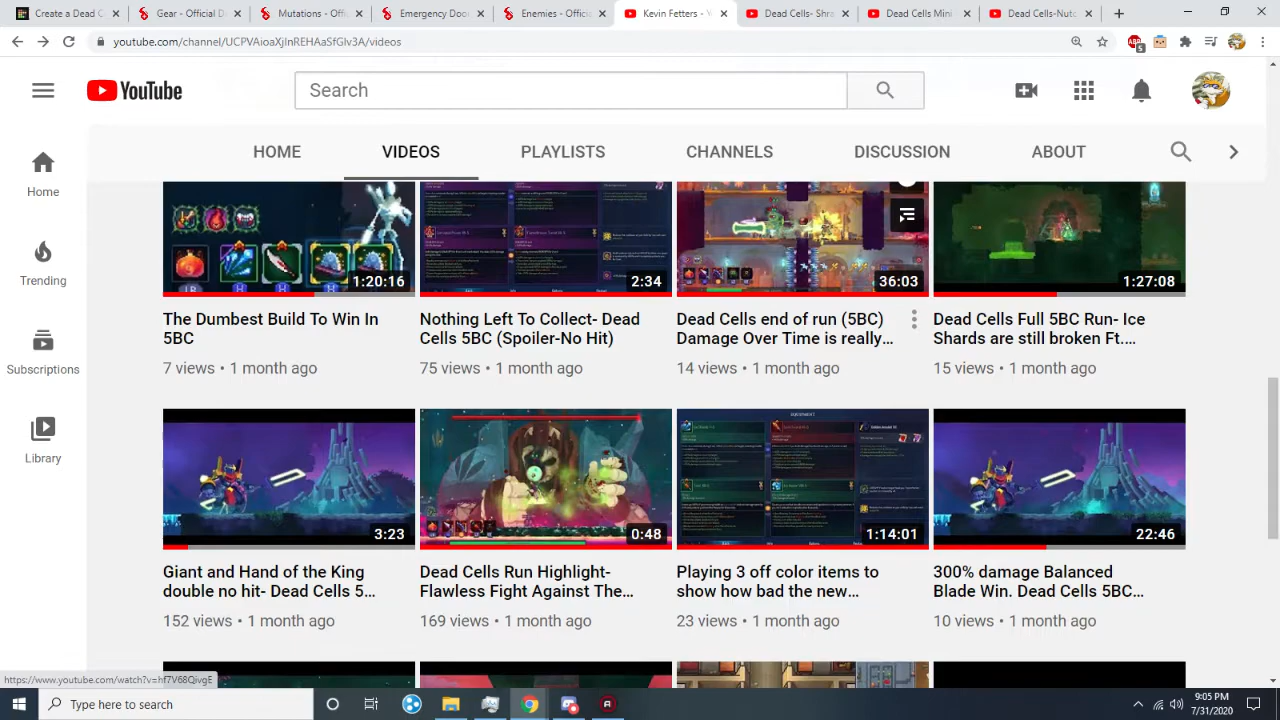 Create a Dead C
Gear - Official D
Mutations - Offi
Emergency Door
Enemies - Offici
Kevin Fetters - Y
Dead Cells- Shre
Dead Cells Mini
Dead Cells-Nutc
youtube.com/channel/UCPVAioaXjInREHAaSfGlv3A/videos
YouTube
Search
HOME VIDEOS PLAYLISTS CHANNELS DISCUSSION ABOUT
Home
Trending
Subscriptions
Library
1:20:16
2:34
36:03
1:27:08
The Dumbest Build To Win In
5BC
7 views • 1 month ago
Nothing Left To Collect- Dead
Cells 5BC (Spoiler-No Hit)
75 views • 1 month ago
Dead Cells end of run (5BC)
Damage Over Time is really...
14 views • 1 month ago
Dead Cells Full 5BC Run- Ice
Shards are still broken Ft....
15 views • 1 month ago
EQUIPMENT
3:23
0:48
1:14:01
22:46
Giant and Hand of the King
double no hit- Dead Cells 5...
152 views • 1 month ago
Dead Cells Run Highlight-
Flawless Fight Against The...
169 views • 1 month ago
Playing 3 off color items to
show how bad the new...
23 views • 1 month ago
300% damage Balanced
Blade Win. Dead Cells 5BC...
10 views • 1 month ago
Type here to search
9:05 PM
7/31/2020